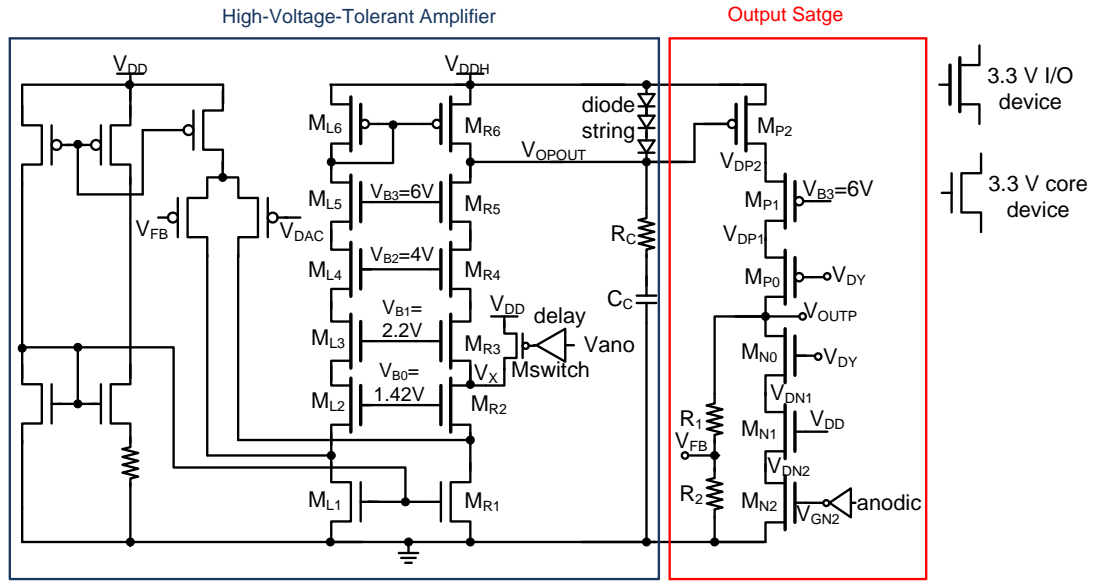 High-Voltage-Tolerant Amplifier
Output Satge
VDD
VDDH
diode
string
ML6
MR6
MP2
VOPOUT
VDP2
3.3 V I/O
device
3.3 V core
device
ML5
VB3=6V
MR5
MP1
VB3=6V
VFB
VDAC
RC
VDP1
ML4
VB2=4V
MR4
MP0
VDY
CC
VDD
delay
VOUTP
VB1=
2.2V
ML3
MR3
Vano
Mswitch
MN0
VDY
VX
VB0=
1.42V
ML2
MR2
VDN1
R1
MN1
VDD
VFB
VDN2
R2
MN2
anodic
VGN2
ML1
MR1